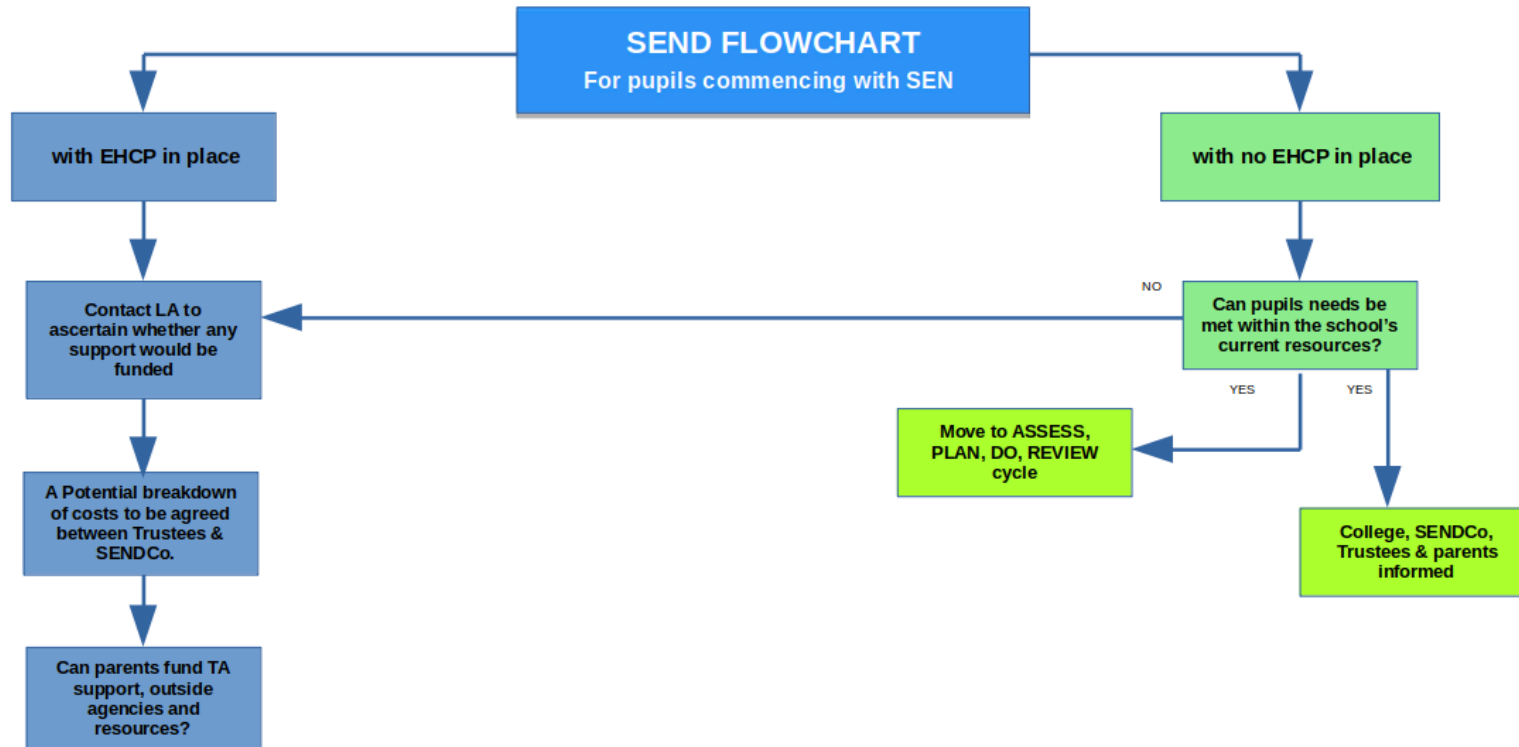 SEND FLOWCHART
For pupils commencing with SEN
with EHCP in place
with no EHCP in place
Contact LA to
ascertain whether any
support would be
funded
NO
Can pupils needs be
met within the school’s
current resources?
YES
YES
Move to ASSESS,
PLAN, DO, REVIEW
cycle
A Potential breakdown
of costs to be agreed
between Trustees &
SENDCo.
College, SENDCo,
Trustees & parents
informed
Can parents fund TA
support, outside
agencies and
resources?